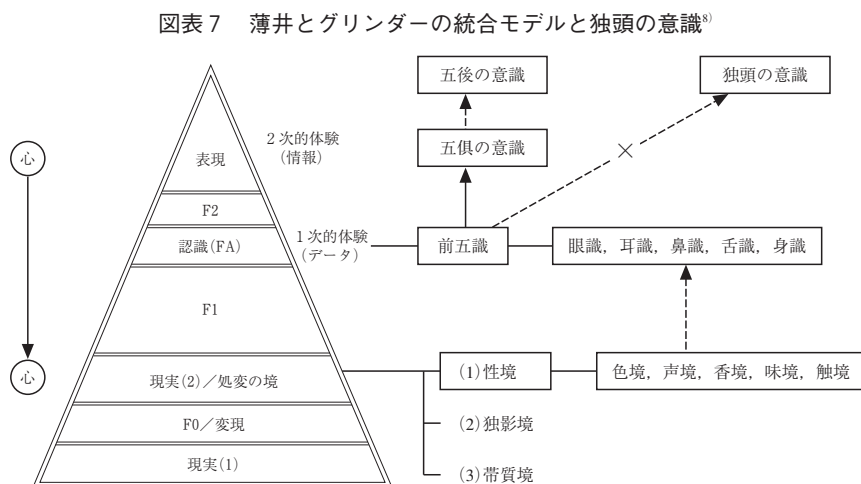 図表7 薄井とグリンダーの統合モデルと独頭の意識8)
五後の意識
独頭の意識
2次的体験
(情報)
心
五俱の意識
表現
×
F2
1次的体験
(データ)
認識(FA)
前五識
眼識，耳識，鼻識，舌識，身識
F1
心
現実(2)／処変の境
(1)性境
色境，声境，香境，味境，触境
F0／変現
(2)独影境
現実(1)
(3)帯質境